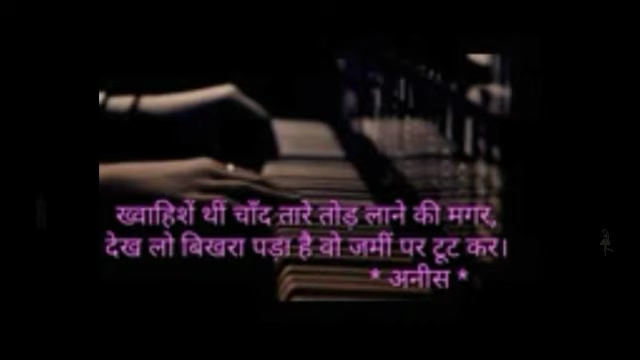 ख्वाहिशें थीं चाँद तारे तोड़ लाने की मगर,
देख लो बिखरा पड़ा है वो जमीं पर टूट कर।
* अनीस *